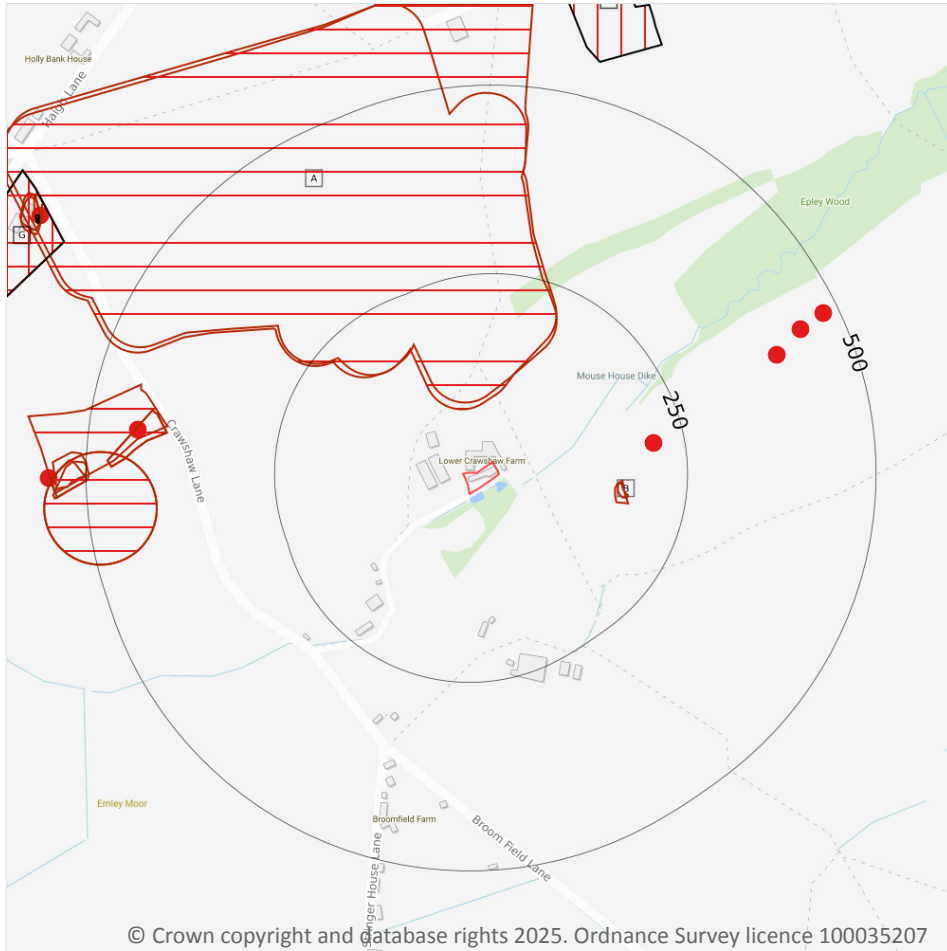 Holly Bank House
Haigh Lane
A
Epley Wood
G
500
Mouse House Dike
250
Crawshaw Lane
Lower Crawshaw Farm
B
Emley Moor
Broomfield Farm
Broom Field Lane
House Lane
© Crown copyright and database rights 2025. Ordnance Survey licence 100035207